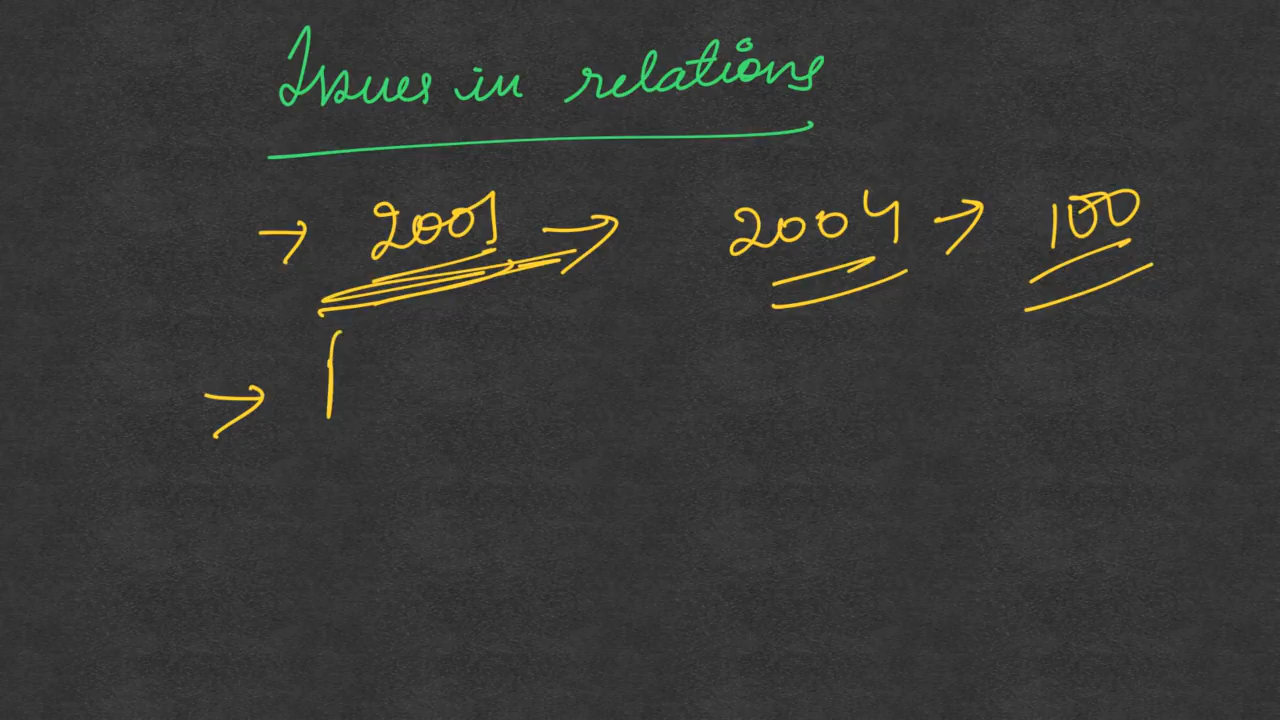 Issues in relations
→ 2001 → 2004 → 100
→